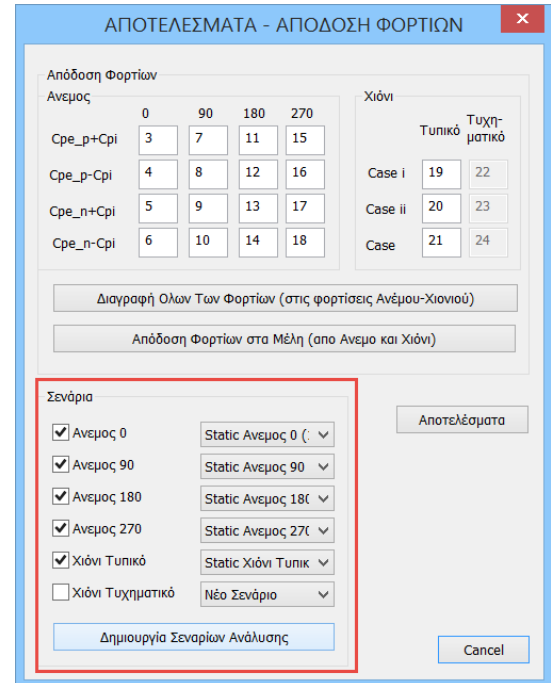 ΑΠΟΤΕΛΕΣΜΑΤΑ - ΑΠΟΔΟΣΗ ΦΟΡΤΙΩΝ
Απόδοση Φορτίων
Ανεμος
0 90 180 270
Cpe_p+Cpi 3 7 11 15
Cpe_p-Cpi 4 8 12 16
Cpe_n+Cpi 5 9 13 17
Cpe_n-Cpi 6 10 14 18
Χιόνι
Τυπικό Τυχη-
ματικό
Case i 19 22
Case ii 20 23
Case 21 24
Διαγραφή Ολων Των Φορτίων (στις φορτίσεις Ανέμου-Χιονιού)
Απόδοση Φορτίων στα Μέλη (απο Ανεμο και Χιόνι)
Σενάρια
Ανεμος 0 Static Ανεμος 0 (
Ανεμος 90 Static Ανεμος 90
Ανεμος 180 Static Ανεμος 18(
Ανεμος 270 Static Ανεμος 27(
Χιόνι Τυπικό Static Χιόνι Τυπικ
Χιόνι Τυχηματικό Νέο Σενάριο
Δημιουργία Σεναρίων Ανάλυσης
Αποτελέσματα
Cancel